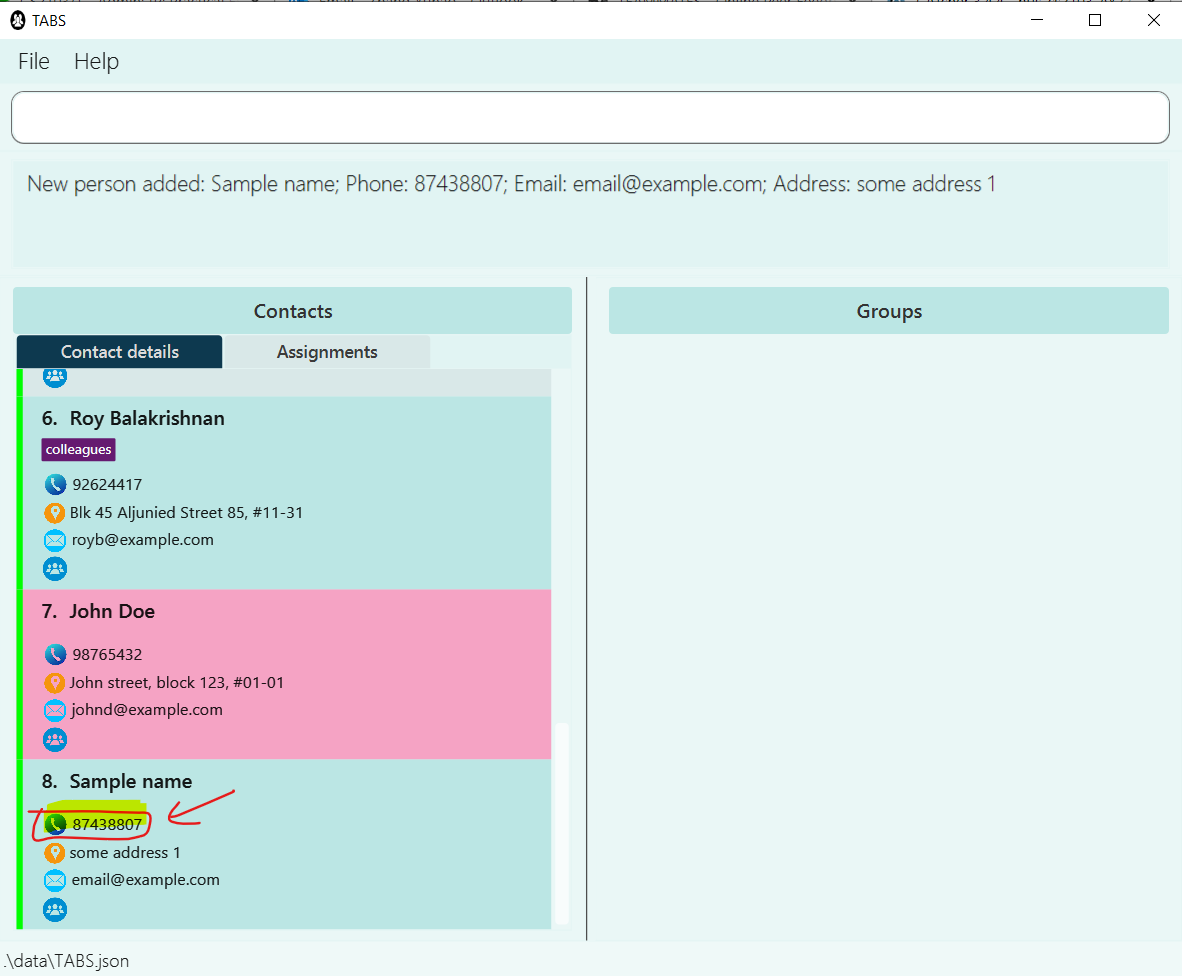 TABS
File Help
New person added: Sample name; Phone: 87438807; Email: email@example.com; Address: some address 1
Contacts
Contact details Assignments
6. Roy Balakrishnan
colleagues
92624417
Blk 45 Aljunied Street 85, #11-31
royb@example.com
7. John Doe
98765432
John street, block 123, #01-01
johnd@example.com
8. Sample name
87438807
some address 1
email@example.com
Groups
.\data\TABS.json